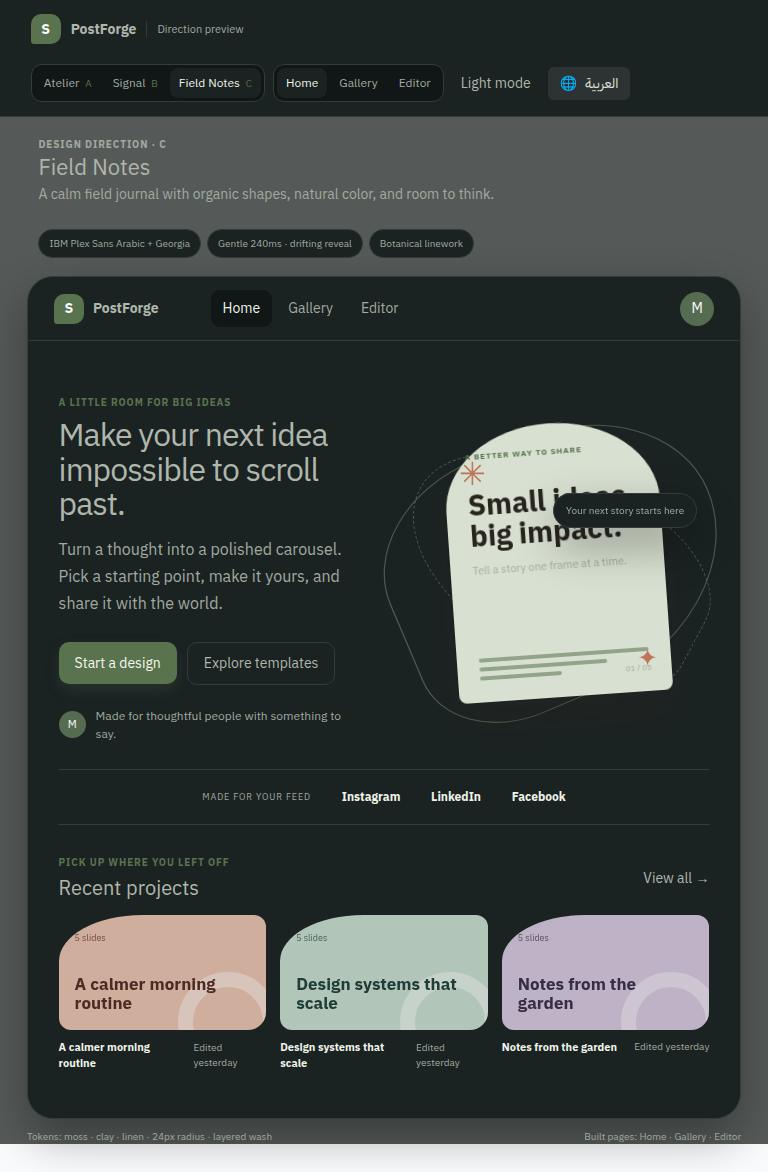 S PostForge Direction preview
Atelier A Signal B Field Notes C Home Gallery Editor Light mode العربية
DESIGN DIRECTION · C
Field Notes
A calm field journal with organic shapes, natural color, and room to think.
IBM Plex Sans Arabic + Georgia Gentle 240ms · drifting reveal Botanical linework
S PostForge Home Gallery Editor M
A LITTLE ROOM FOR BIG IDEAS
Make your next idea
impossible to scroll
past.
Turn a thought into a polished carousel.
Pick a starting point, make it yours, and
share it with the world.
Start a design Explore templates
M Made for thoughtful people with something to
say.
A BETTER WAY TO SHARE
Small ideas
Your next story starts here
big impact.
Tell a story one frame at a time.
01 / 05
MADE FOR YOUR FEED Instagram LinkedIn Facebook
PICK UP WHERE YOU LEFT OFF
Recent projects
View all →
5 slides
A calmer morning
routine
A calmer morning
routine
Edited
yesterday
5 slides
Design systems that
scale
Design systems that
scale
Edited
yesterday
5 slides
Notes from the
garden
Notes from the garden Edited yesterday
Tokens: moss · clay · linen · 24px radius · layered wash
Built pages: Home · Gallery · Editor